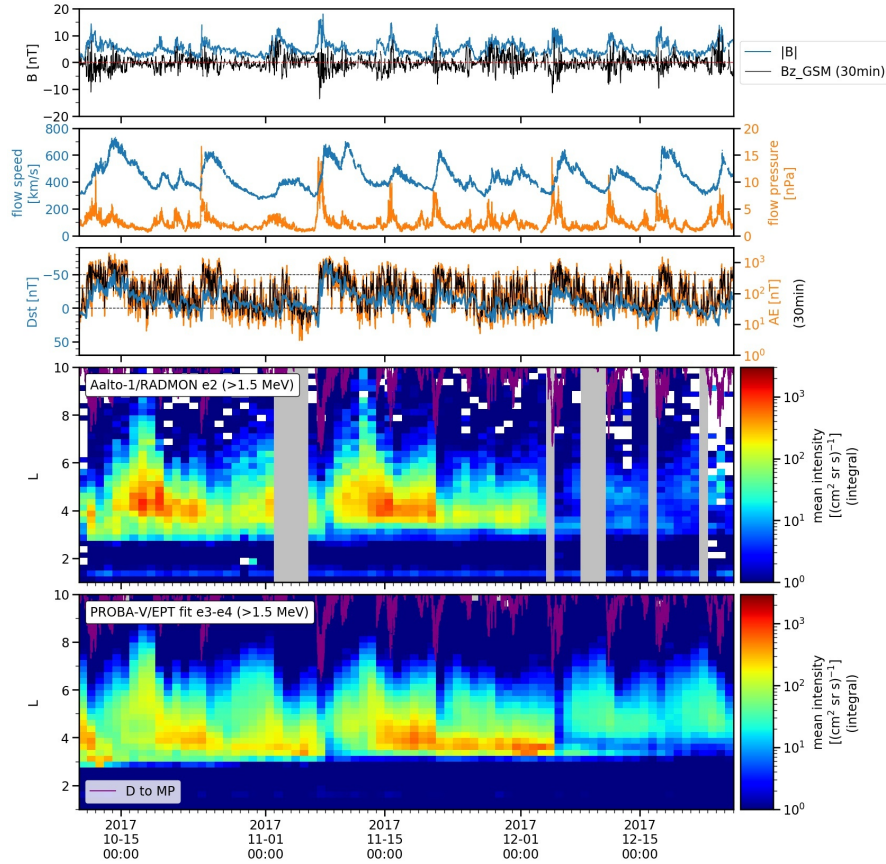 20
10
0
−10
−20
B [nT]
|B|
Bz_GSM (30min)
800
600
400
200
0
flow speed
[km/s]
20
15
10
5
0
flow pressure
[nPa]
−50
0
50
Dst [nT]
10³
10²
10¹
10⁰
AE [nT]
(30min)
10
8
6
4
2
L
Aalto-1/RADMON e2 (>1.5 MeV)
10³
10²
10¹
10⁰
mean intensity
[(cm² sr s)⁻¹]
(integral)
10
8
6
4
2
L
PROBA-V/EPT fit e3-e4 (>1.5 MeV)
D to MP
10³
10²
10¹
10⁰
mean intensity
[(cm² sr s)⁻¹]
(integral)
2017 2017 2017 2017 2017
10-15 11-01 11-15 12-01 12-15
00:00 00:00 00:00 00:00 00:00